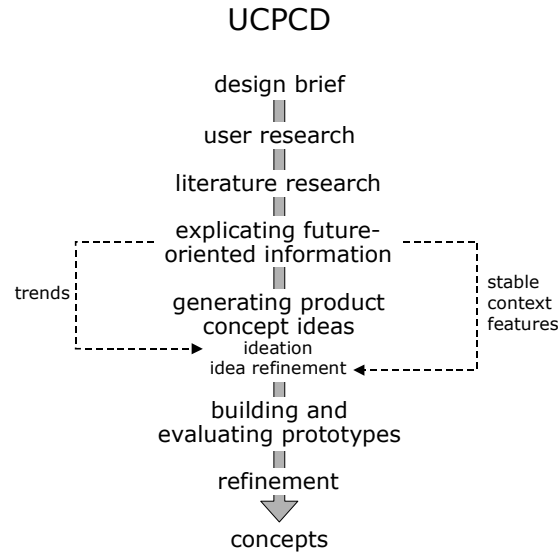 UCPCD
design brief
user research
literature research
explicating future-
oriented information
trends
stable
context
features
generating product
concept ideas
ideation
idea refinement
building and
evaluating prototypes
refinement
concepts